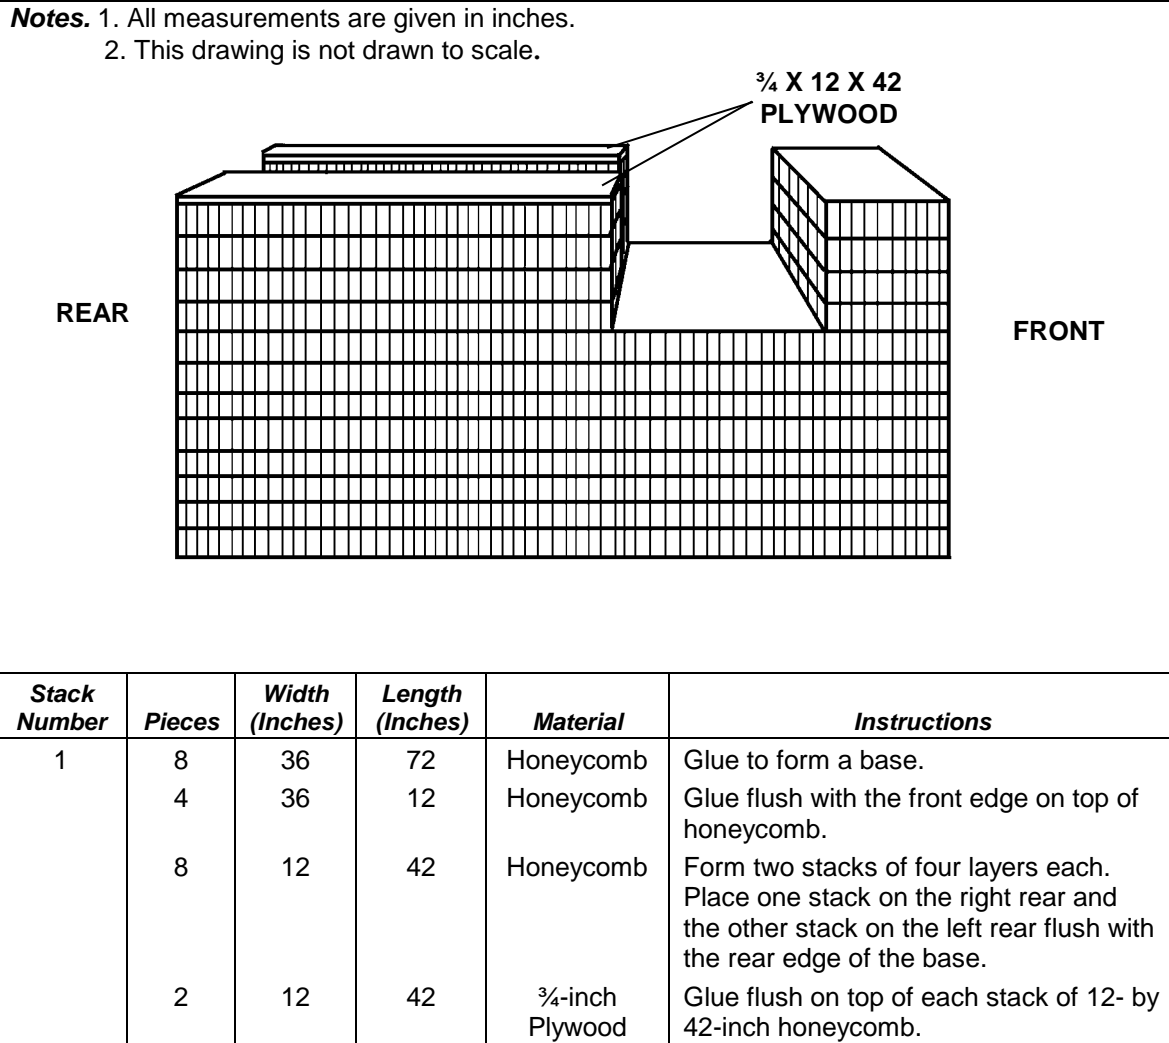 Notes. 1. All measurements are given in inches.
2. This drawing is not drawn to scale.
¾ X 12 X 42
PLYWOOD
REAR
FRONT
Stack Number Pieces Width (Inches) Length (Inches) Material Instructions
1 8 36 72 Honeycomb Glue to form a base.
4 36 12 Honeycomb Glue flush with the front edge on top of
honeycomb.
8 12 42 Honeycomb Form two stacks of four layers each.
Place one stack on the right rear and
the other stack on the left rear flush with
the rear edge of the base.
2 12 42 ¾-inch Glue flush on top of each stack of 12- by
Plywood 42-inch honeycomb.